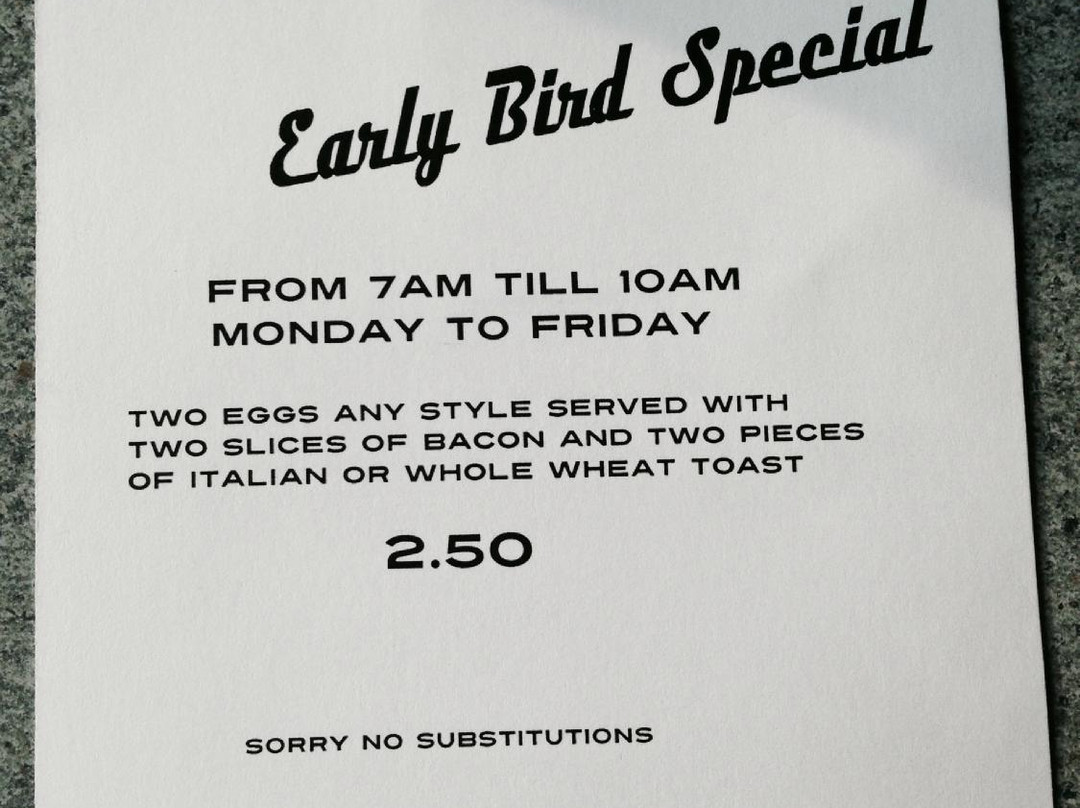 Early Bird Special
FROM 7AM TILL 10AM
MONDAY TO FRIDAY
TWO EGGS ANY STYLE SERVED WITH
TWO SLICES OF BACON AND TWO PIECES
OF ITALIAN OR WHOLE WHEAT TOAST
2.50
SORRY NO SUBSTITUTIONS